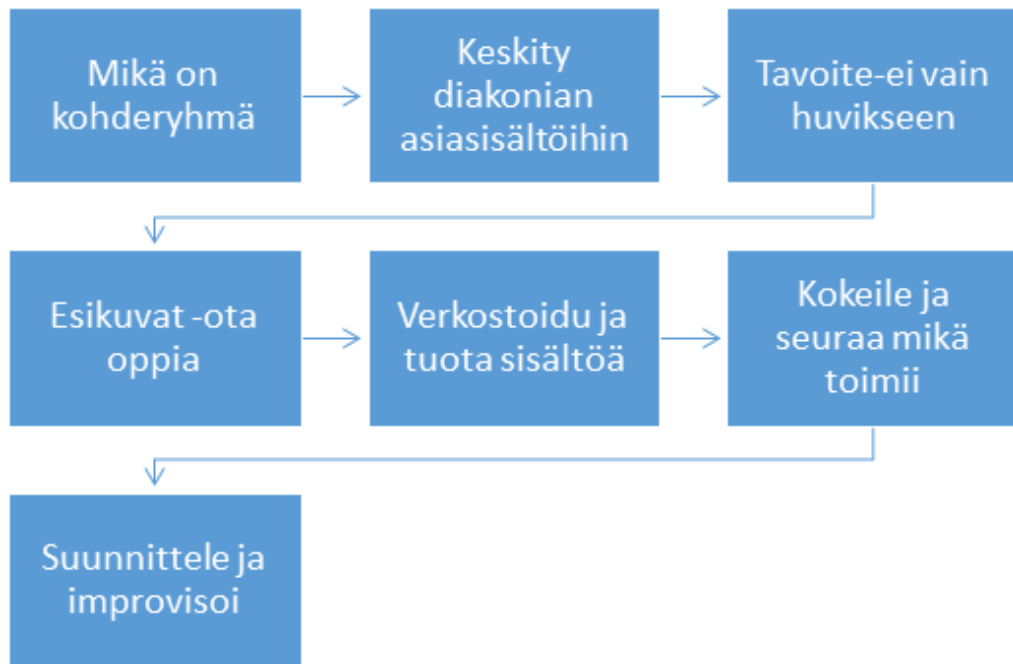 Mikä on
kohderyhmä
Keskity
diakonian
asiasisältöihin
Tavoite-ei vain
huvikseen
Esikuvat -ota
oppia
Verkostoidu ja
tuota sisältöä
Kokeile ja
seuraa mikä
toimii
Suunnittele ja
improvisoi